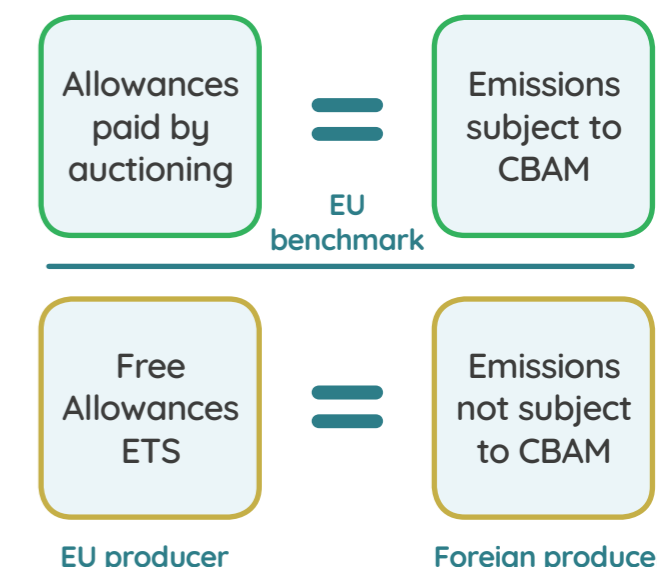 Allowances
paid by
auctioning
=
Emissions
subject to
CBAM
EU
benchmark
Free
Allowances
ETS
=
Emissions
not subject
to CBAM
EU producer
Foreign produce